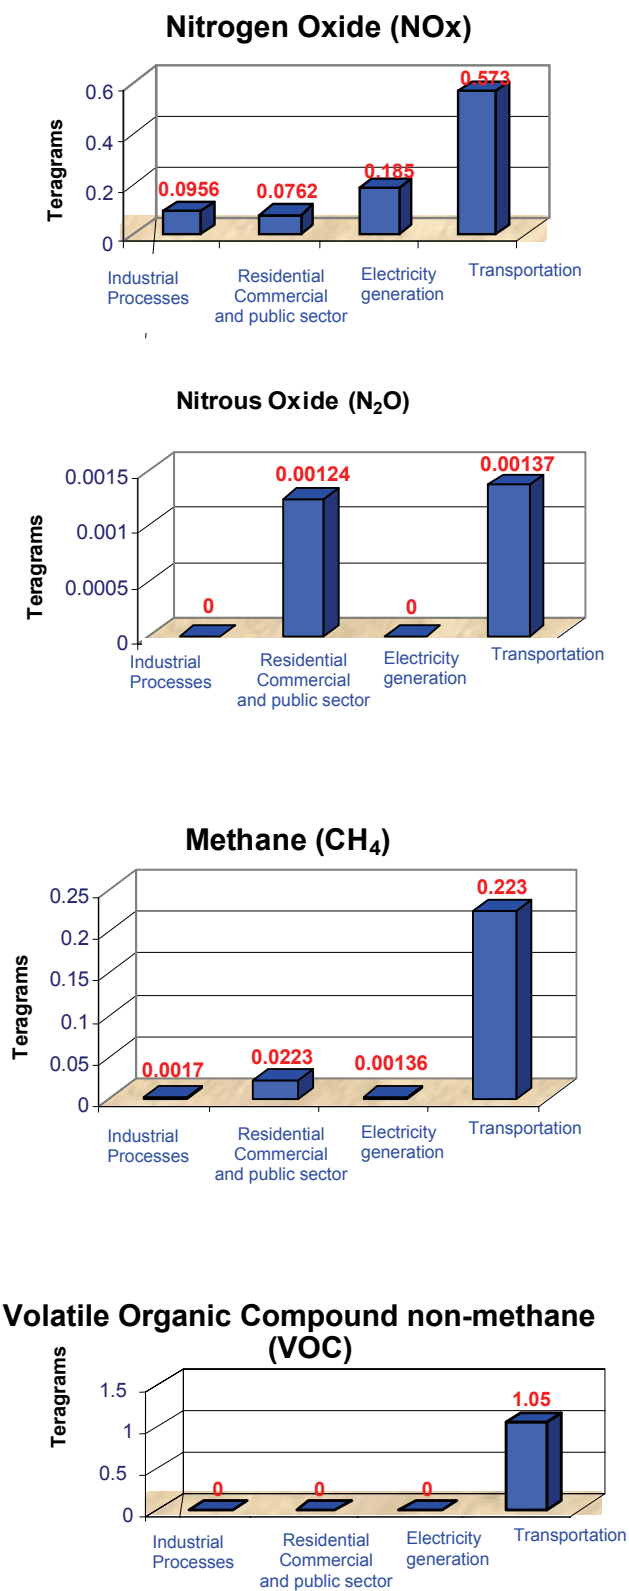 Nitrogen Oxide (NOx)
Teragrams
0.6
0.4
0.2
0
0.0956
0.0762
0.185
0.573
Industrial
Processes
Residential
Commercial
and public sector
Electricity
generation
Transportation
Nitrous Oxide (N₂O)
Teragrams
0.0015
0.001
0.0005
0
0
0.00124
0
0.00137
Industrial
Processes
Residential
Commercial
and public sector
Electricity
generation
Transportation
Methane (CH₄)
Teragrams
0.25
0.2
0.15
0.1
0.05
0
0.0017
0.0223
0.00136
0.223
Industrial
Processes
Residential
Commercial
and public sector
Electricity
generation
Transportation
Volatile Organic Compound non-methane
(VOC)
Teragrams
1.5
1
0.5
0
0
0
0
1.05
Industrial
Processes
Residential
Commercial
and public sector
Electricity
generation
Transportation